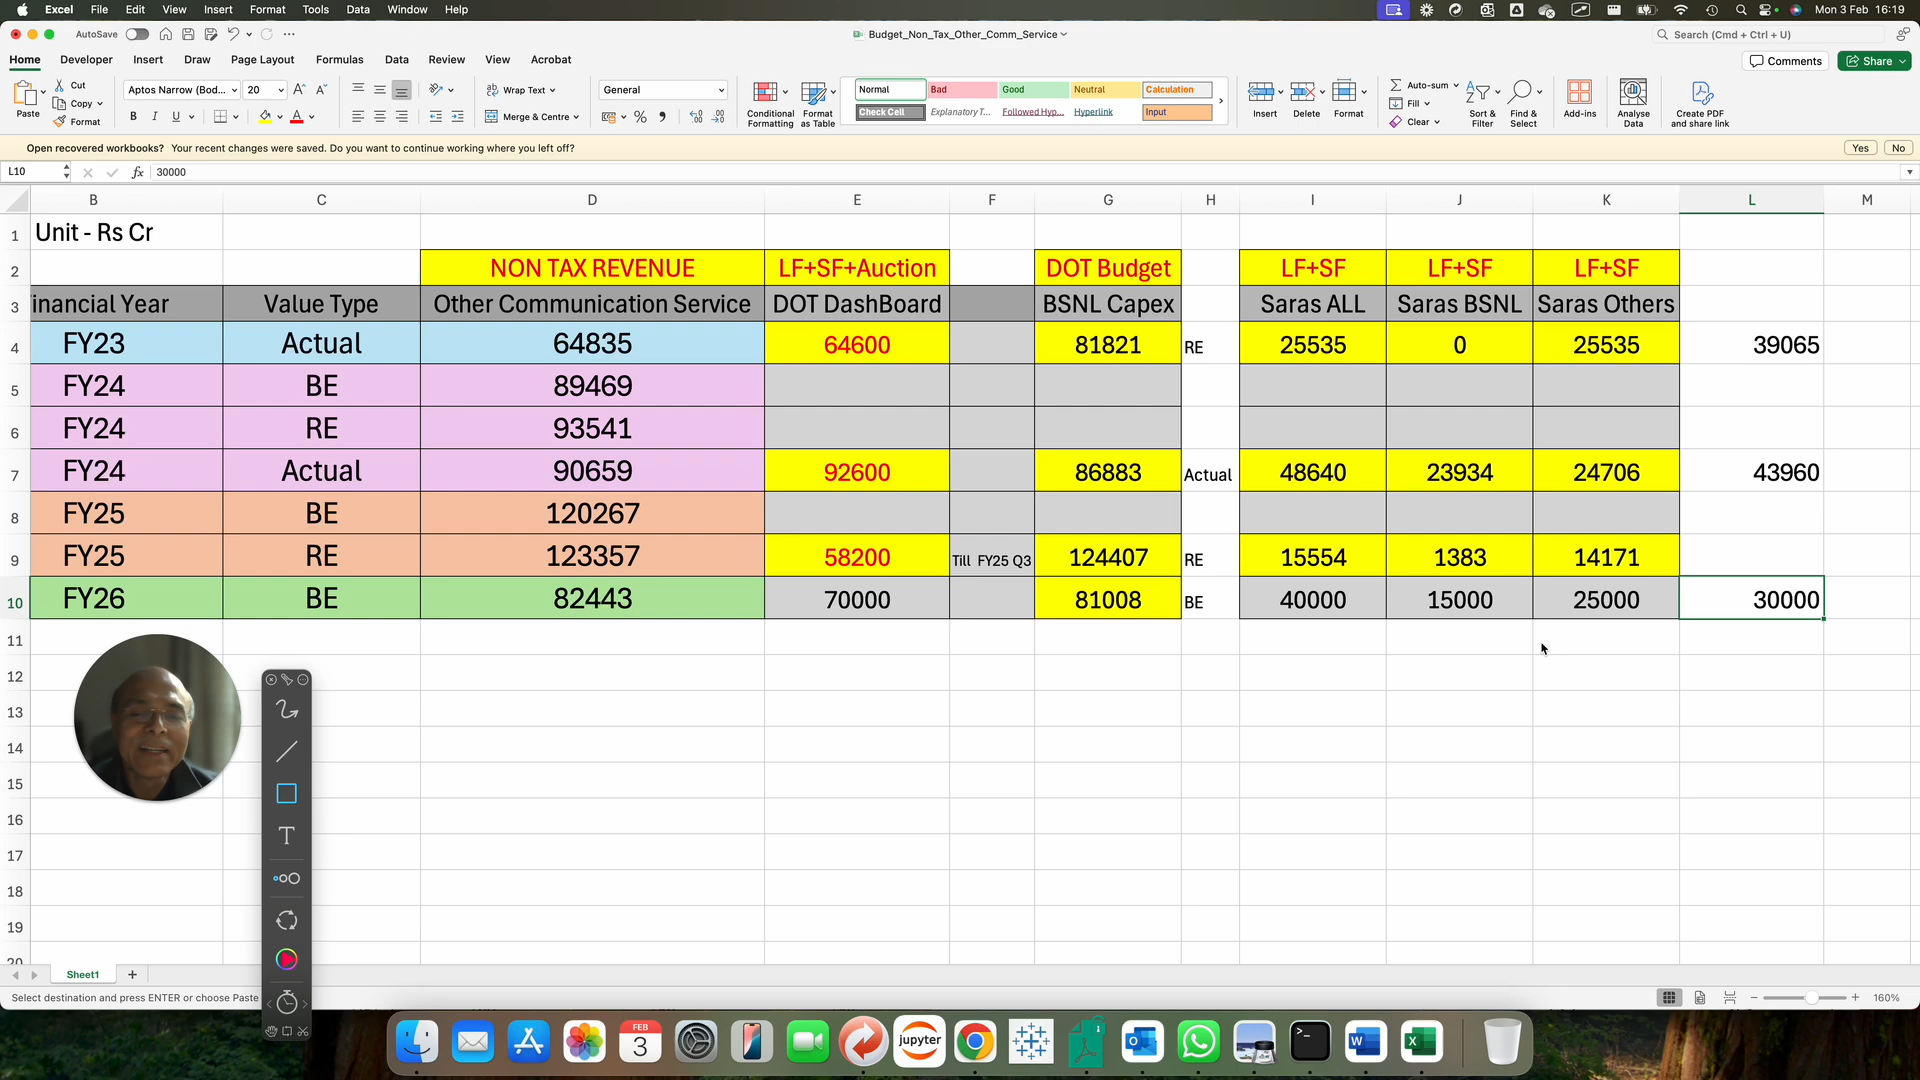 Excel File Edit View Insert Format Tools Data Window Help Mon 3 Feb 16:19
AutoSave Budget_Non_Tax_Other_Comm_Service Search (Cmd + Ctrl + U)
Home Developer Insert Draw Page Layout Formulas Data Review View Acrobat Comments Share
Paste Cut Copy Format
Aptos Narrow (Bod... 20
B I U
Wrap Text
Merge & Centre
General
Conditional Formatting
Format as Table
Normal Bad Good Neutral Calculation
Check Cell Explanatory T... Followed Hyp... Hyperlink Input
Insert Delete Format
Auto-sum
Fill
Clear
Sort & Filter
Find & Select
Add-ins
Analyse Data
Create PDF and share link
Open recovered workbooks? Your recent changes were saved. Do you want to continue working where you left off? Yes No
L10 fx 30000
B C D E F G H I J K L M
1 Unit - Rs Cr
2 NON TAX REVENUE LF+SF+Auction DOT Budget LF+SF LF+SF LF+SF
3 inancial Year Value Type Other Communication Service DOT DashBoard BSNL Capex Saras ALL Saras BSNL Saras Others
4 FY23 Actual 64835 64600 81821 RE 25535 0 25535 39065
5 FY24 BE 89469
6 FY24 RE 93541
7 FY24 Actual 90659 92600 86883 Actual 48640 23934 24706 43960
8 FY25 BE 120267
9 FY25 RE 123357 58200 Till FY25 Q3 124407 RE 15554 1383 14171
10 FY26 BE 82443 70000 81008 BE 40000 15000 25000 30000
11
12
13
14
15
16
17
18
19
20
T
Sheet1
Select destination and press ENTER or choose Paste 160%
FEB
3
jupyter